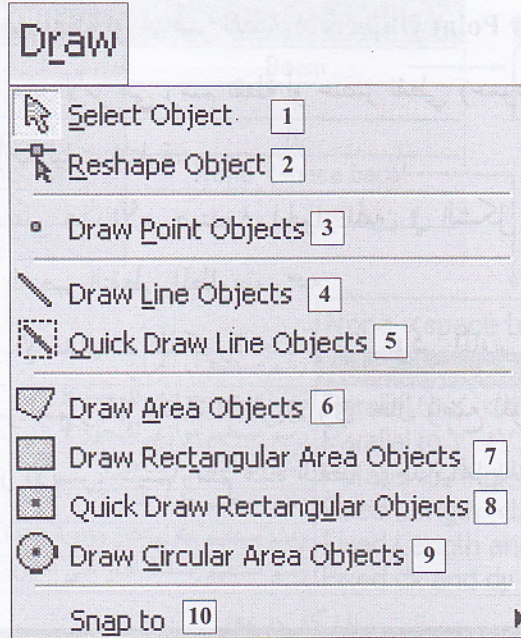 Draw
Select Object 1
Reshape Object 2
Draw Point Objects 3
Draw Line Objects 4
Quick Draw Line Objects 5
Draw Area Objects 6
Draw Rectangular Area Objects 7
Quick Draw Rectangular Objects 8
Draw Circular Area Objects 9
Snap to 10